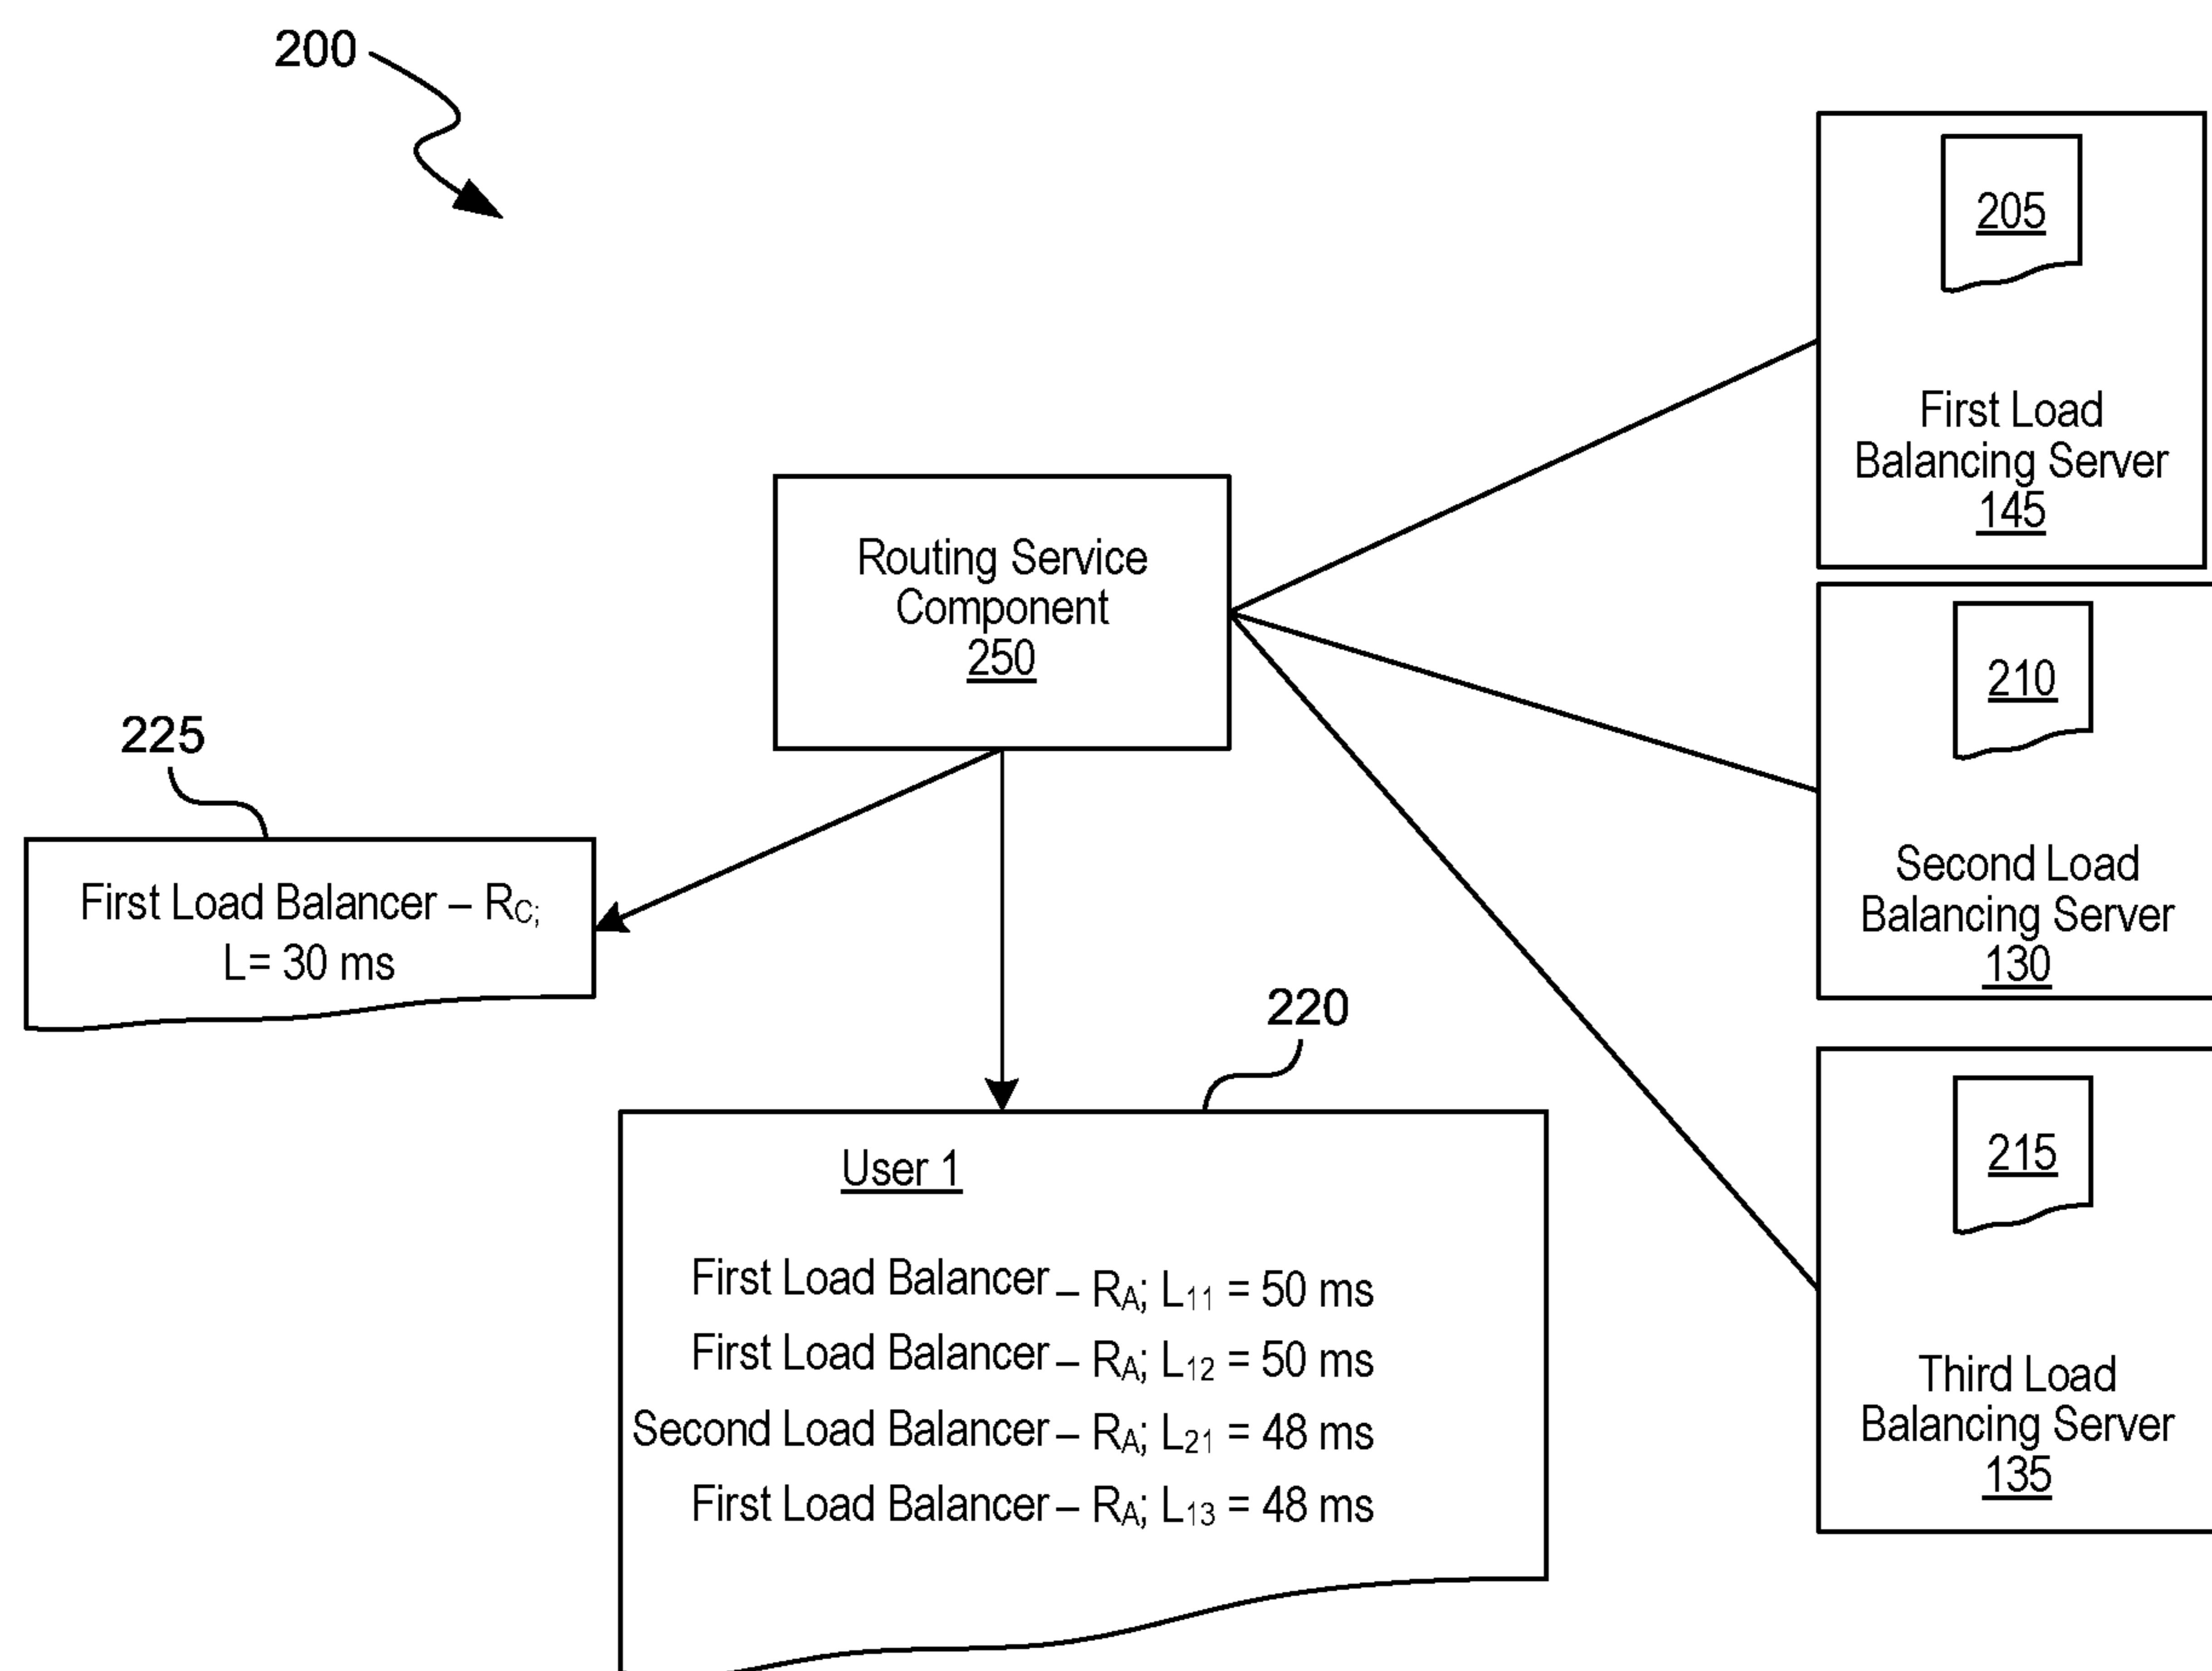 200
205
First Load
Balancing Server
145
Routing Service
Component
250
210
Second Load
Balancing Server
130
225
First Load Balancer – RC;
L= 30 ms
220
215
Third Load
Balancing Server
135
User 1
First Load Balancer – RA; L11 = 50 ms
First Load Balancer – RA; L12 = 50 ms
Second Load Balancer – RA; L21 = 48 ms
First Load Balancer – RA; L13 = 48 ms